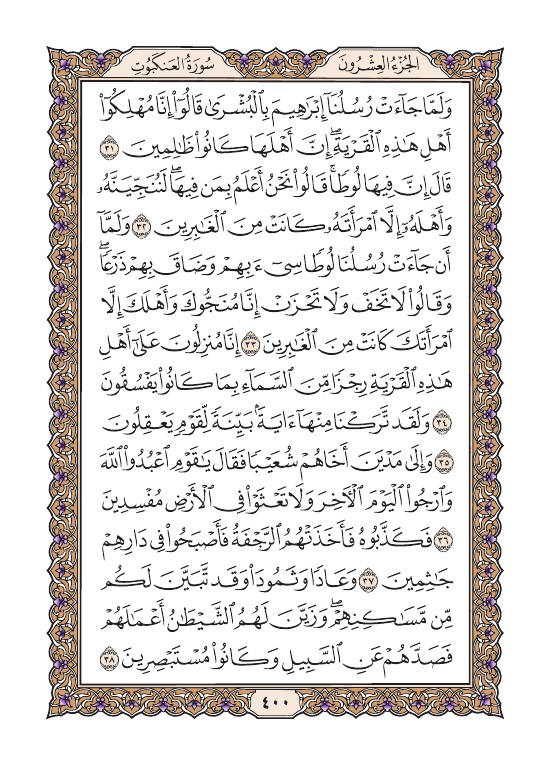 الجُزْءُ العِشْرُونَ
سُورَةُ العَنكَبُوتِ
وَلَمَّا جَآءَتْ رُسُلُنَآ إِبْرَٰهِيمَ بِٱلْبُشْرَىٰ قَالُوٓا۟ إِنَّا مُهْلِكُوٓا۟
أَهْلِ هَٰذِهِ ٱلْقَرْيَةِ ۖ إِنَّ أَهْلَهَا كَانُوا۟ ظَٰلِمِينَ ٣١
قَالَ إِنَّ فِيهَا لُوطًا ۚ قَالُوا۟ نَحْنُ أَعْلَمُ بِمَن فِيهَا ۖ لَنُنَجِّيَنَّهُۥ
وَأَهْلَهُۥٓ إِلَّا ٱمْرَأَتَهُۥ كَانَتْ مِنَ ٱلْغَٰبِرِينَ ٣٢ وَلَمَّآ
أَن جَآءَتْ رُسُلُنَا لُوطًا سِىٓءَ بِهِمْ وَضَاقَ بِهِمْ ذَرْعًا ۖ
وَقَالُوا۟ لَا تَخَفْ وَلَا تَحْزَنْ ۖ إِنَّا مُنَجُّوكَ وَأَهْلَكَ إِلَّا
ٱمْرَأَتَكَ كَانَتْ مِنَ ٱلْغَٰبِرِينَ ٣٣ إِنَّا مُنزِلُونَ عَلَىٰٓ أَهْلِ
هَٰذِهِ ٱلْقَرْيَةِ رِجْزًا مِّنَ ٱلسَّمَآءِ بِمَا كَانُوا۟ يَفْسُقُونَ
٣٤ وَلَقَد تَّرَكْنَا مِنْهَآ ءَايَةًۢ بَيِّنَةً لِّقَوْمٍ يَعْقِلُونَ
٣٥ وَإِلَىٰ مَدْيَنَ أَخَاهُمْ شُعَيْبًا فَقَالَ يَٰقَوْمِ ٱعْبُدُوا۟ ٱللَّهَ
وَٱرْجُوا۟ ٱلْيَوْمَ ٱلْءَاخِرَ وَلَا تَعْثَوْا۟ فِى ٱلْأَرْضِ مُفْسِدِينَ
٣٦ فَكَذَّبُوهُ فَأَخَذَتْهُمُ ٱلرَّجْفَةُ فَأَصْبَحُوا۟ فِى دَارِهِمْ
جَٰثِمِينَ ٣٧ وَعَادًا وَثَمُودَا۟ وَقَد تَّبَيَّنَ لَكُم
مِّن مَّسَٰكِنِهِمْ ۖ وَزَيَّنَ لَهُمُ ٱلشَّيْطَٰنُ أَعْمَٰلَهُمْ
فَصَدَّهُمْ عَنِ ٱلسَّبِيلِ وَكَانُوا۟ مُسْتَبْصِرِينَ ٣٨
٤٠٠